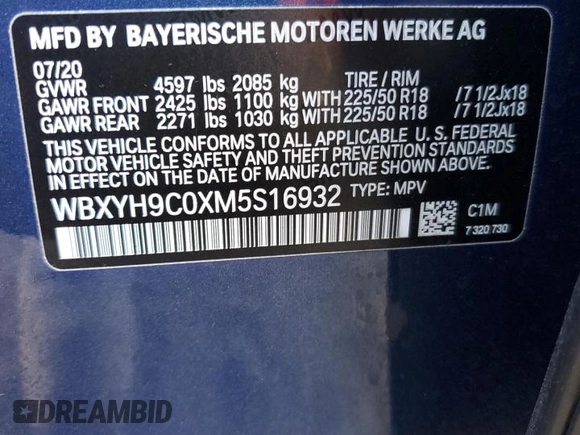 MFD BY BAYERISCHE MOTOREN WERKE AG
07/20
GVWR 4597 lbs 2085 kg TIRE / RIM
GAWR FRONT 2425 lbs 1100 kg WITH 225/50 R18 /7 1/2Jx18
GAWR REAR 2271 lbs 1030 kg WITH 225/50 R18 /7 1/2Jx18
THIS VEHICLE CONFORMS TO ALL APPLICABLE U. S. FEDERAL
MOTOR VEHICLE SAFETY AND THEFT PREVENTION STANDARDS
IN EFFECT ON THE DATE OF MANUFACTURE SHOWN ABOVE.
WBXYH9C0XM5S16932 TYPE: MPV
C1M
7 320 730
DREAMBID